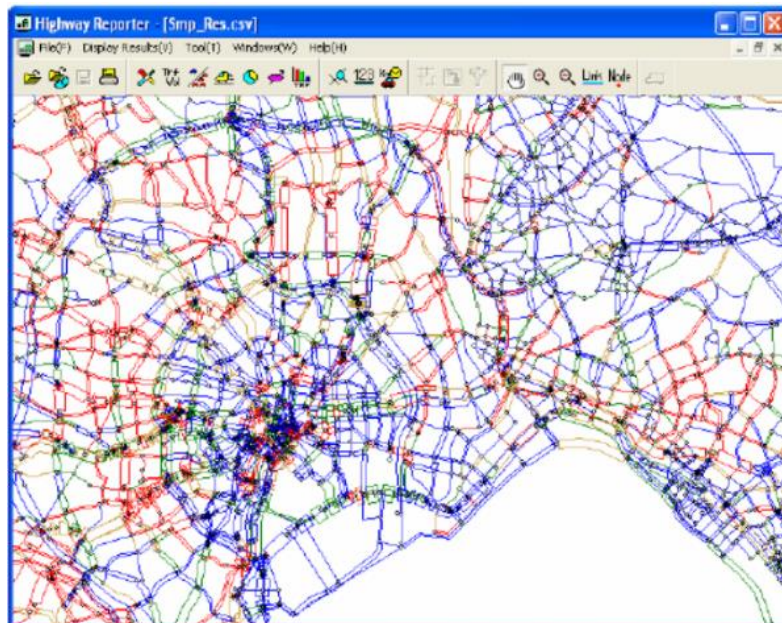 Highway Reporter - [Smp_Res.csv]
File(F) Display Results(V) Tool(T) Windows(W) Help(H)
123 Link Node